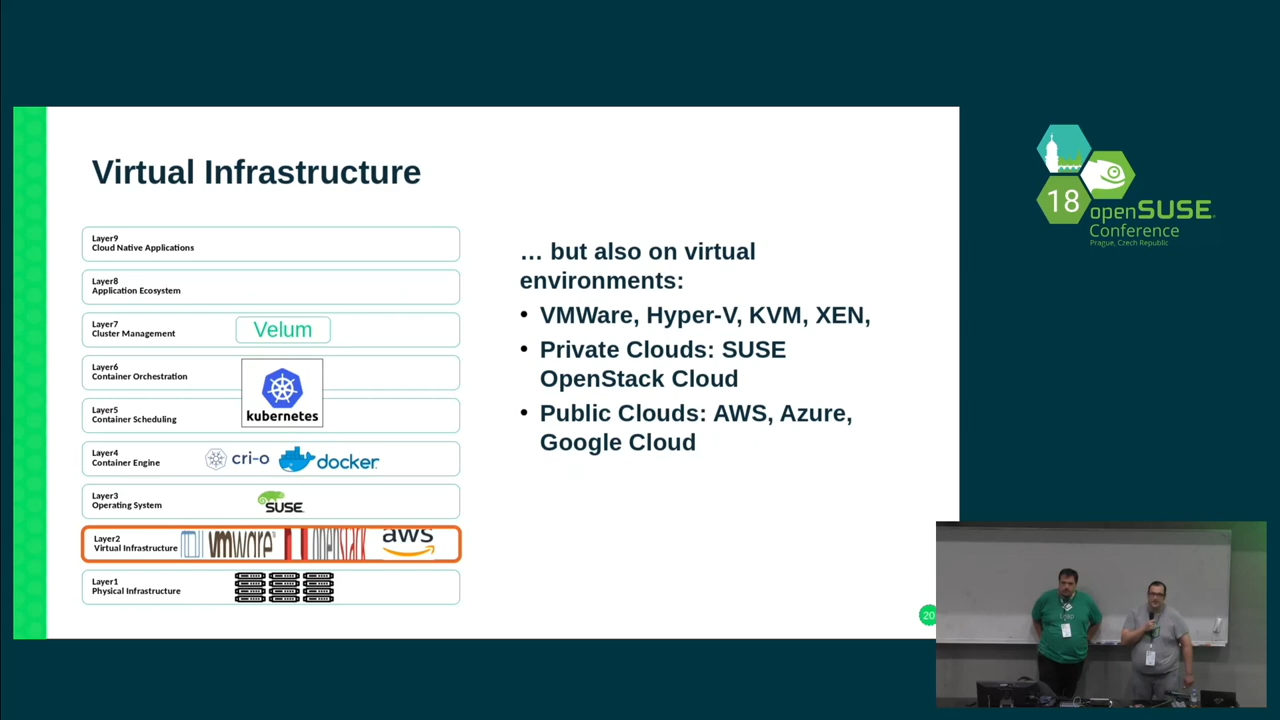 Virtual Infrastructure
Layer9
Cloud Native Applications
Layer8
Application Ecosystem
Layer7
Cluster Management
Velum
Layer6
Container Orchestration
kubernetes
Layer5
Container Scheduling
Layer4
Container Engine
cri-o
docker
Layer3
Operating System
SUSE
Layer2
Virtual Infrastructure
vmware
openstack
aws
Layer1
Physical Infrastructure
… but also on virtual
environments:
• VMWare, Hyper-V, KVM, XEN,
• Private Clouds: SUSE
OpenStack Cloud
• Public Clouds: AWS, Azure,
Google Cloud
20
18
openSUSE
Conference
Prague, Czech Republic